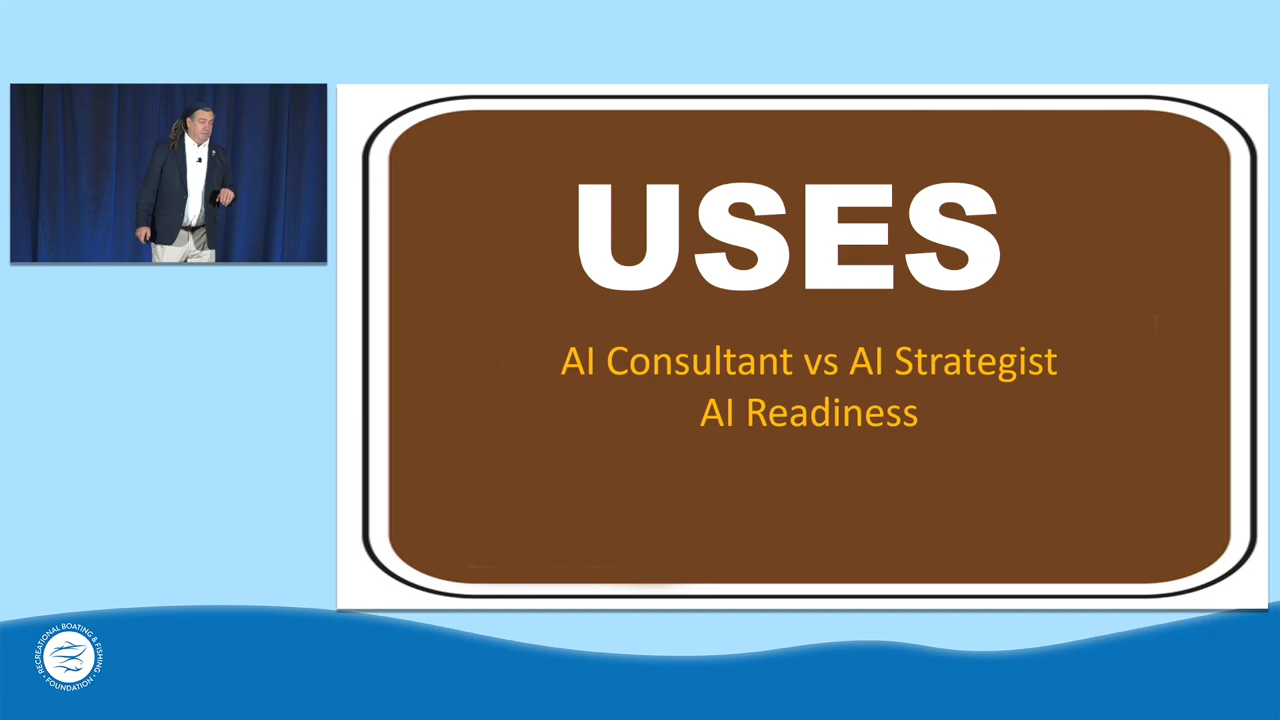 USES
AI Consultant vs AI Strategist
AI Readiness
RECREATIONAL BOATING & FISHING
• FOUNDATION •